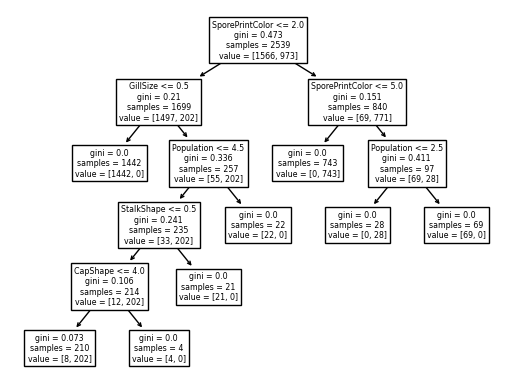 SporePrintColor <= 2.0
gini = 0.473
samples = 2539
value = [1566, 973]
GillSize <= 0.5
gini = 0.21
samples = 1699
value = [1497, 202]
SporePrintColor <= 5.0
gini = 0.151
samples = 840
value = [69, 771]
gini = 0.0
samples = 1442
value = [1442, 0]
Population <= 4.5
gini = 0.336
samples = 257
value = [55, 202]
gini = 0.0
samples = 743
value = [0, 743]
Population <= 2.5
gini = 0.411
samples = 97
value = [69, 28]
StalkShape <= 0.5
gini = 0.241
samples = 235
value = [33, 202]
gini = 0.0
samples = 22
value = [22, 0]
gini = 0.0
samples = 28
value = [0, 28]
gini = 0.0
samples = 69
value = [69, 0]
CapShape <= 4.0
gini = 0.106
samples = 214
value = [12, 202]
gini = 0.0
samples = 21
value = [21, 0]
gini = 0.073
samples = 210
value = [8, 202]
gini = 0.0
samples = 4
value = [4, 0]